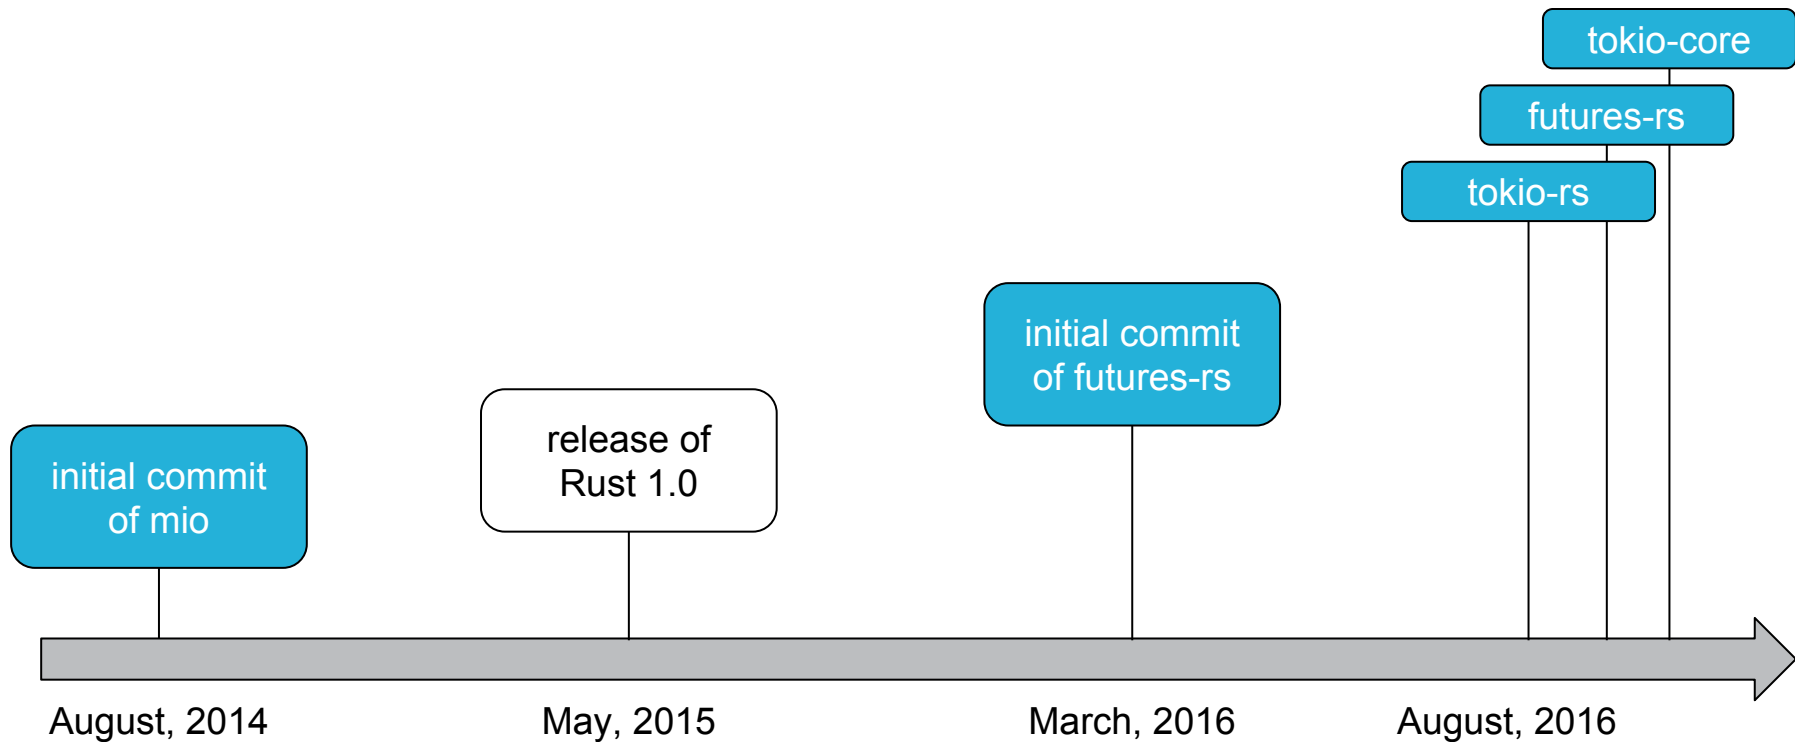 tokio-core
futures-rs
tokio-rs
initial commit
of futures-rs
release of
Rust 1.0
initial commit
of mio
August, 2014
May, 2015
March, 2016
August, 2016